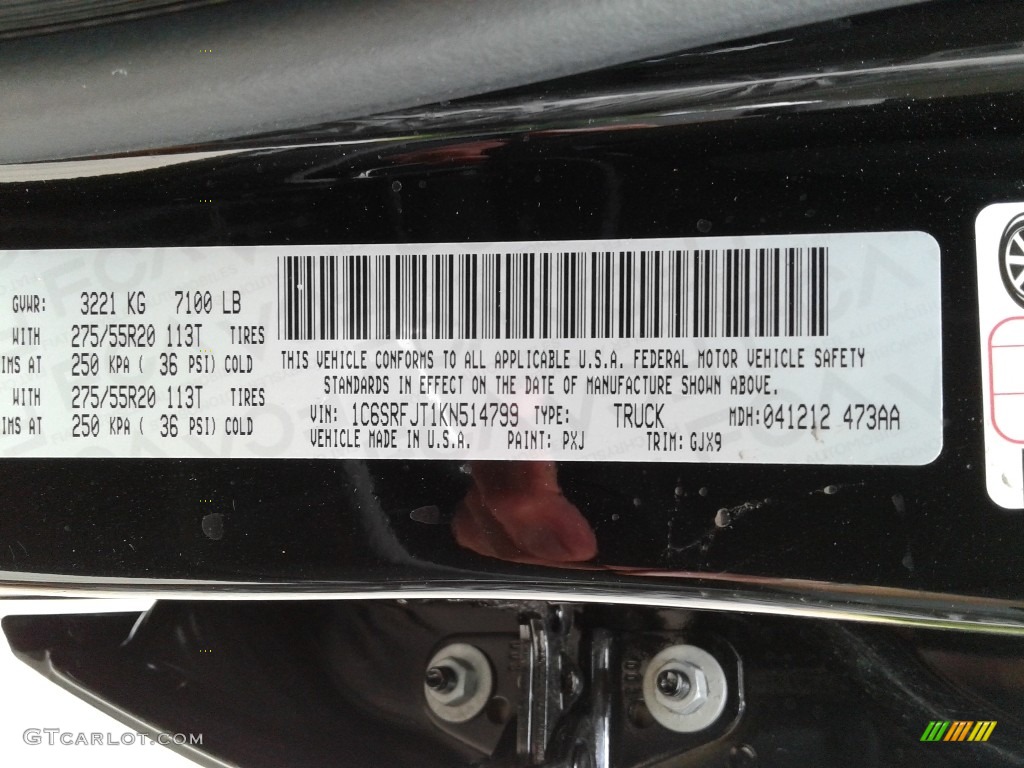 GVWR: 3221 KG 7100 LB
WITH 275/55R20 113T TIRES
IMS AT 250 KPA ( 36 PSI) COLD
WITH 275/55R20 113T TIRES
IMS AT 250 KPA ( 36 PSI) COLD
THIS VEHICLE CONFORMS TO ALL APPLICABLE U.S.A. FEDERAL MOTOR VEHICLE SAFETY
STANDARDS IN EFFECT ON THE DATE OF MANUFACTURE SHOWN ABOVE.
VIN: 1C6SRFJT1KN514799 TYPE: TRUCK MDH:041212 473AA
VEHICLE MADE IN U.S.A. PAINT: PXJ TRIM: GJX9
GTCARLOT.COM